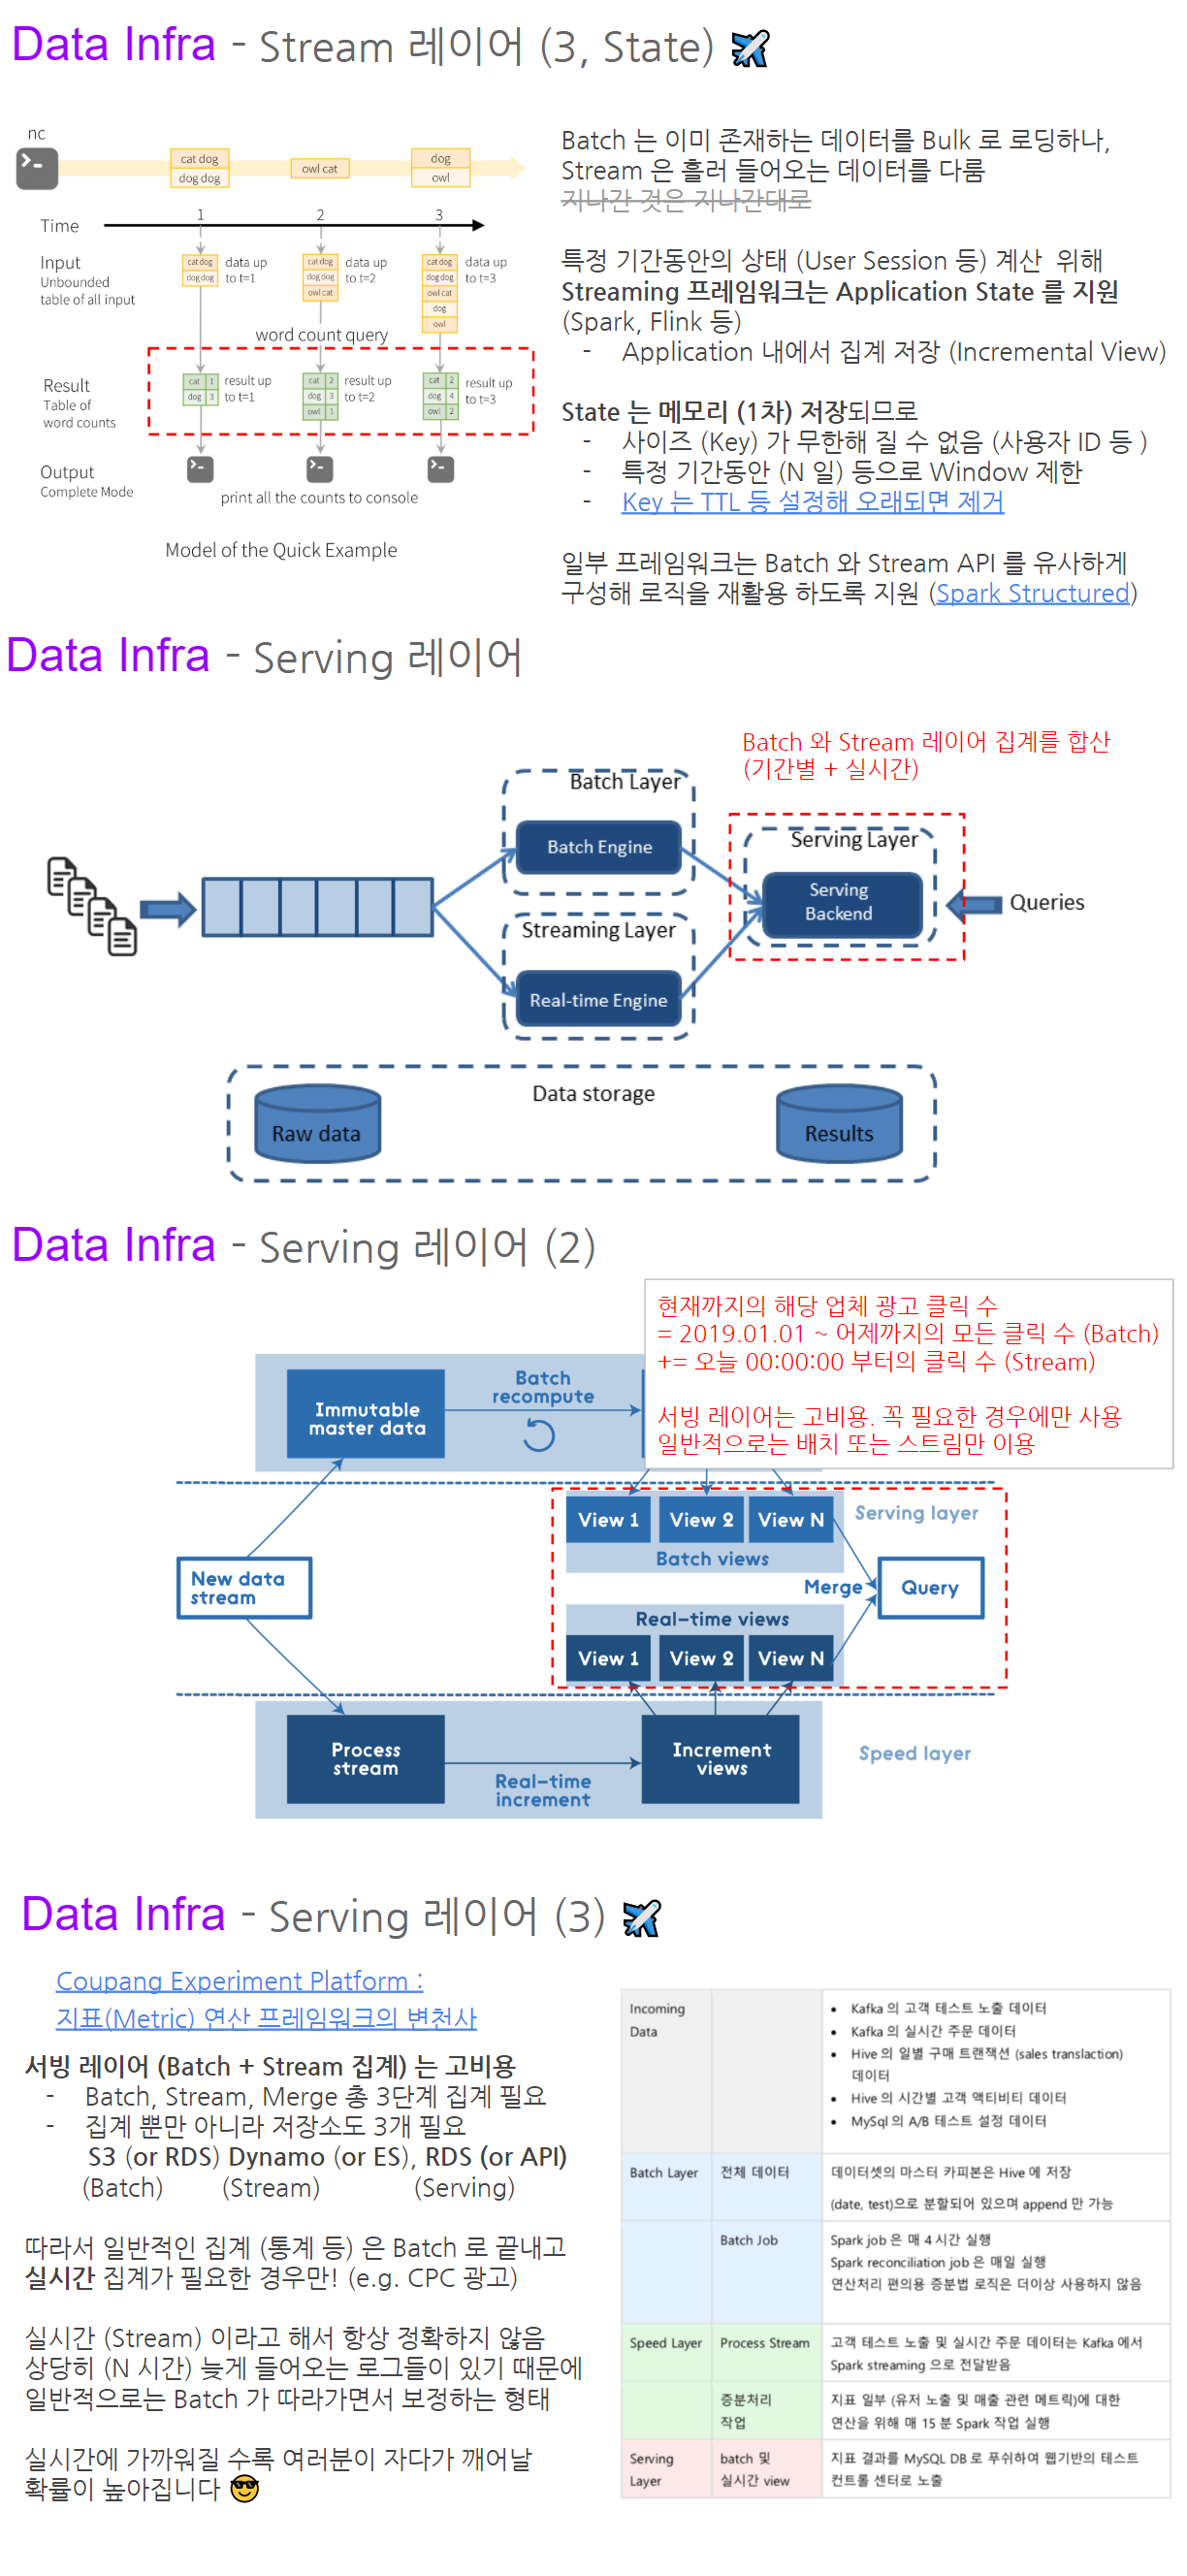 Data Infra - Stream 레이어 (3, State)
nc
cat dog
dog dog
owl cat
dog
owl
Time
1
2
3
Input
Unbounded
table of all input
cat dog
dog dog
data up
to t=1
cat dog
dog dog
owl cat
data up
to t=2
cat dog
dog dog
owl cat
dog
owl
data up
to t=3
word count query
Result
Table of
word counts
cat 1
dog 3
result up
to t=1
cat 2
dog 3
owl 1
result up
to t=2
cat 2
dog 4
owl 2
result up
to t=3
Output
Complete Mode
print all the counts to console
Model of the Quick Example
Batch 는 이미 존재하는 데이터를 Bulk 로 로딩하나,
Stream 은 흘러 들어오는 데이터를 다룸
지나간 것은 지나간대로
특정 기간동안의 상태 (User Session 등) 계산 위해
Streaming 프레임워크는 Application State 를 지원
(Spark, Flink 등)
- Application 내에서 집계 저장 (Incremental View)
State 는 메모리 (1차) 저장되므로
- 사이즈 (Key) 가 무한해 질 수 없음 (사용자 ID 등 )
- 특정 기간동안 (N 일) 등으로 Window 제한
- Key 는 TTL 등 설정해 오래되면 제거
일부 프레임워크는 Batch 와 Stream API 를 유사하게
구성해 로직을 재활용 하도록 지원 (Spark Structured)
Data Infra - Serving 레이어
Batch 와 Stream 레이어 집계를 합산
(기간별 + 실시간)
Batch Layer
Batch Engine
Streaming Layer
Real-time Engine
Serving Layer
Serving
Backend
Queries
Data storage
Raw data
Results
Data Infra - Serving 레이어 (2)
현재까지의 해당 업체 광고 클릭 수
= 2019.01.01 ~ 어제까지의 모든 클릭 수 (Batch)
+= 오늘 00:00:00 부터의 클릭 수 (Stream)
서빙 레이어는 고비용. 꼭 필요한 경우에만 사용
일반적으로는 배치 또는 스트림만 이용
Immutable
master data
Batch
recompute
View 1
View 2
View N
Serving layer
Batch views
New data
stream
Merge
Query
Real-time views
View 1
View 2
View N
Process
stream
Real-time
increment
Increment
views
Speed layer
Data Infra - Serving 레이어 (3)
Coupang Experiment Platform :
지표(Metric) 연산 프레임워크의 변천사
서빙 레이어 (Batch + Stream 집계) 는 고비용
- Batch, Stream, Merge 총 3단계 집계 필요
- 집계 뿐만 아니라 저장소도 3개 필요
S3 (or RDS) Dynamo (or ES), RDS (or API)
(Batch) (Stream) (Serving)
따라서 일반적인 집계 (통계 등) 은 Batch 로 끝내고
실시간 집계가 필요한 경우만! (e.g. CPC 광고)
실시간 (Stream) 이라고 해서 항상 정확하지 않음
상당히 (N 시간) 늦게 들어오는 로그들이 있기 때문에
일반적으로는 Batch 가 따라가면서 보정하는 형태
실시간에 가까워질 수록 여러분이 자다가 깨어날
확률이 높아집니다
Incoming
Data
• Kafka 의 고객 테스트 노출 데이터
• Kafka 의 실시간 주문 데이터
• Hive 의 일별 구매 트랜잭션 (sales translaction)
데이터
• Hive 의 시간별 고객 액티비티 데이터
• MySql 의 A/B 테스트 설정 데이터
Batch Layer
전체 데이터
데이터셋의 마스터 카피본은 Hive 에 저장
(date, test)으로 분할되어 있으며 append 만 가능
Batch Job
Spark job 은 매 4 시간 실행
Spark reconciliation job 은 매일 실행
연산처리 편의용 증분법 로직은 더이상 사용하지 않음
Speed Layer
Process Stream
고객 테스트 노출 및 실시간 주문 데이터는 Kafka 에서
Spark streaming 으로 전달받음
증분처리
작업
지표 일부 (유저 노출 및 매출 관련 메트릭)에 대한
연산을 위해 매 15 분 Spark 작업 실행
Serving
Layer
batch 및
실시간 view
지표 결과를 MySQL DB 로 푸쉬하여 웹기반의 테스트
컨트롤 센터로 노출